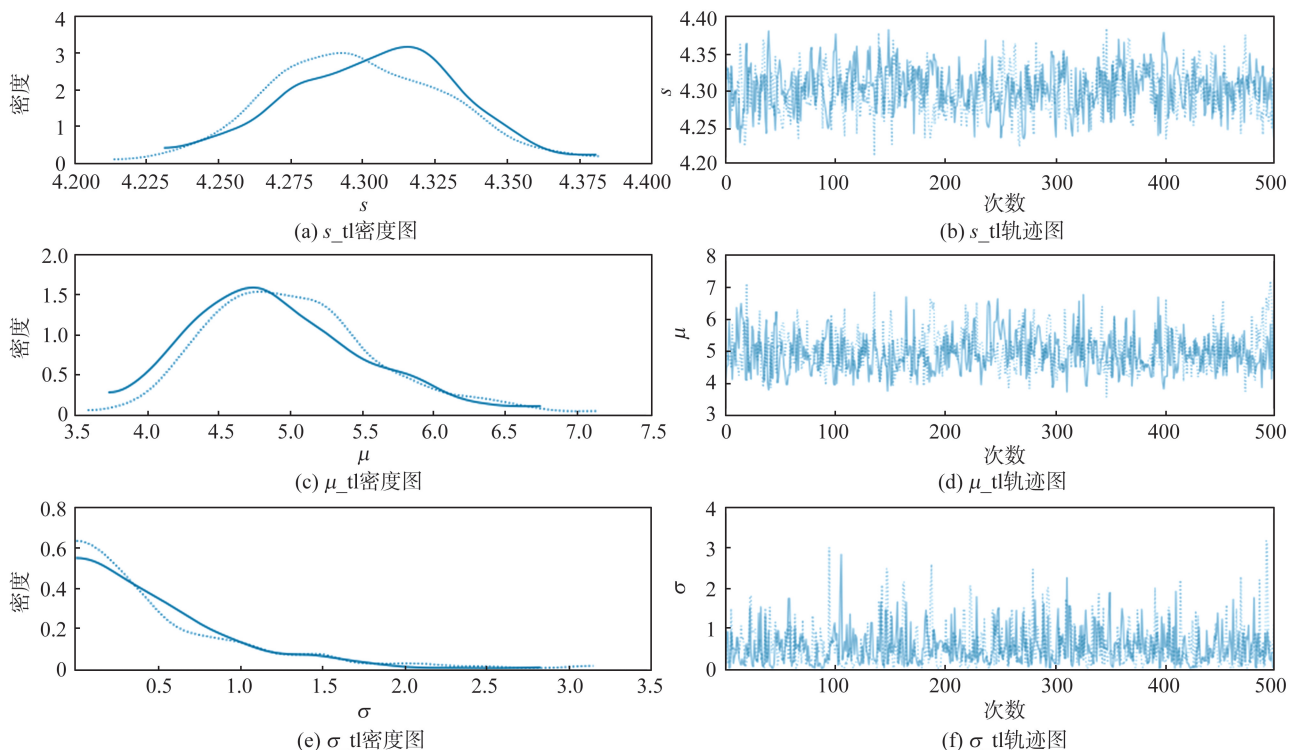 4
3
2
1
0
密度
4.200 4.225 4.250 4.275 4.300 4.325 4.350 4.375 4.400
s
(a) s_tl密度图
4.40
4.35
4.30
4.25
4.20
s
0 100 200 300 400 500
次数
(b) s_tl轨迹图
2.0
1.5
1.0
0.5
0
密度
3.5 4.0 4.5 5.0 5.5 6.0 6.5 7.0 7.5
μ
(c) μ_tl密度图
8
7
6
5
4
3
μ
0 100 200 300 400 500
次数
(d) μ_tl轨迹图
0.8
0.6
0.4
0.2
0
密度
0.5 1.0 1.5 2.0 2.5 3.0 3.5
σ
(e) σ_tl密度图
4
3
2
1
0
σ
100 200 300 400 500
次数
(f) σ_tl轨迹图